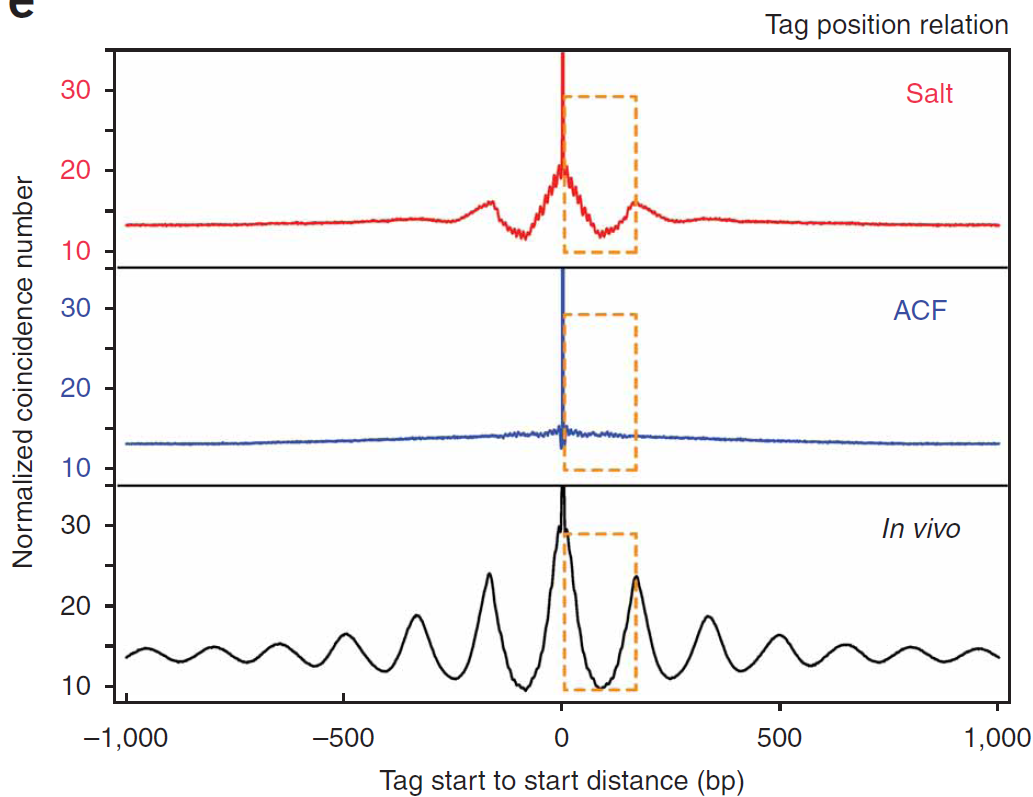 e
Tag position relation
Normalized coincidence number
30
20
10
Salt
30
20
10
ACF
30
20
10
In vivo
–1,000
–500
0
500
1,000
Tag start to start distance (bp)